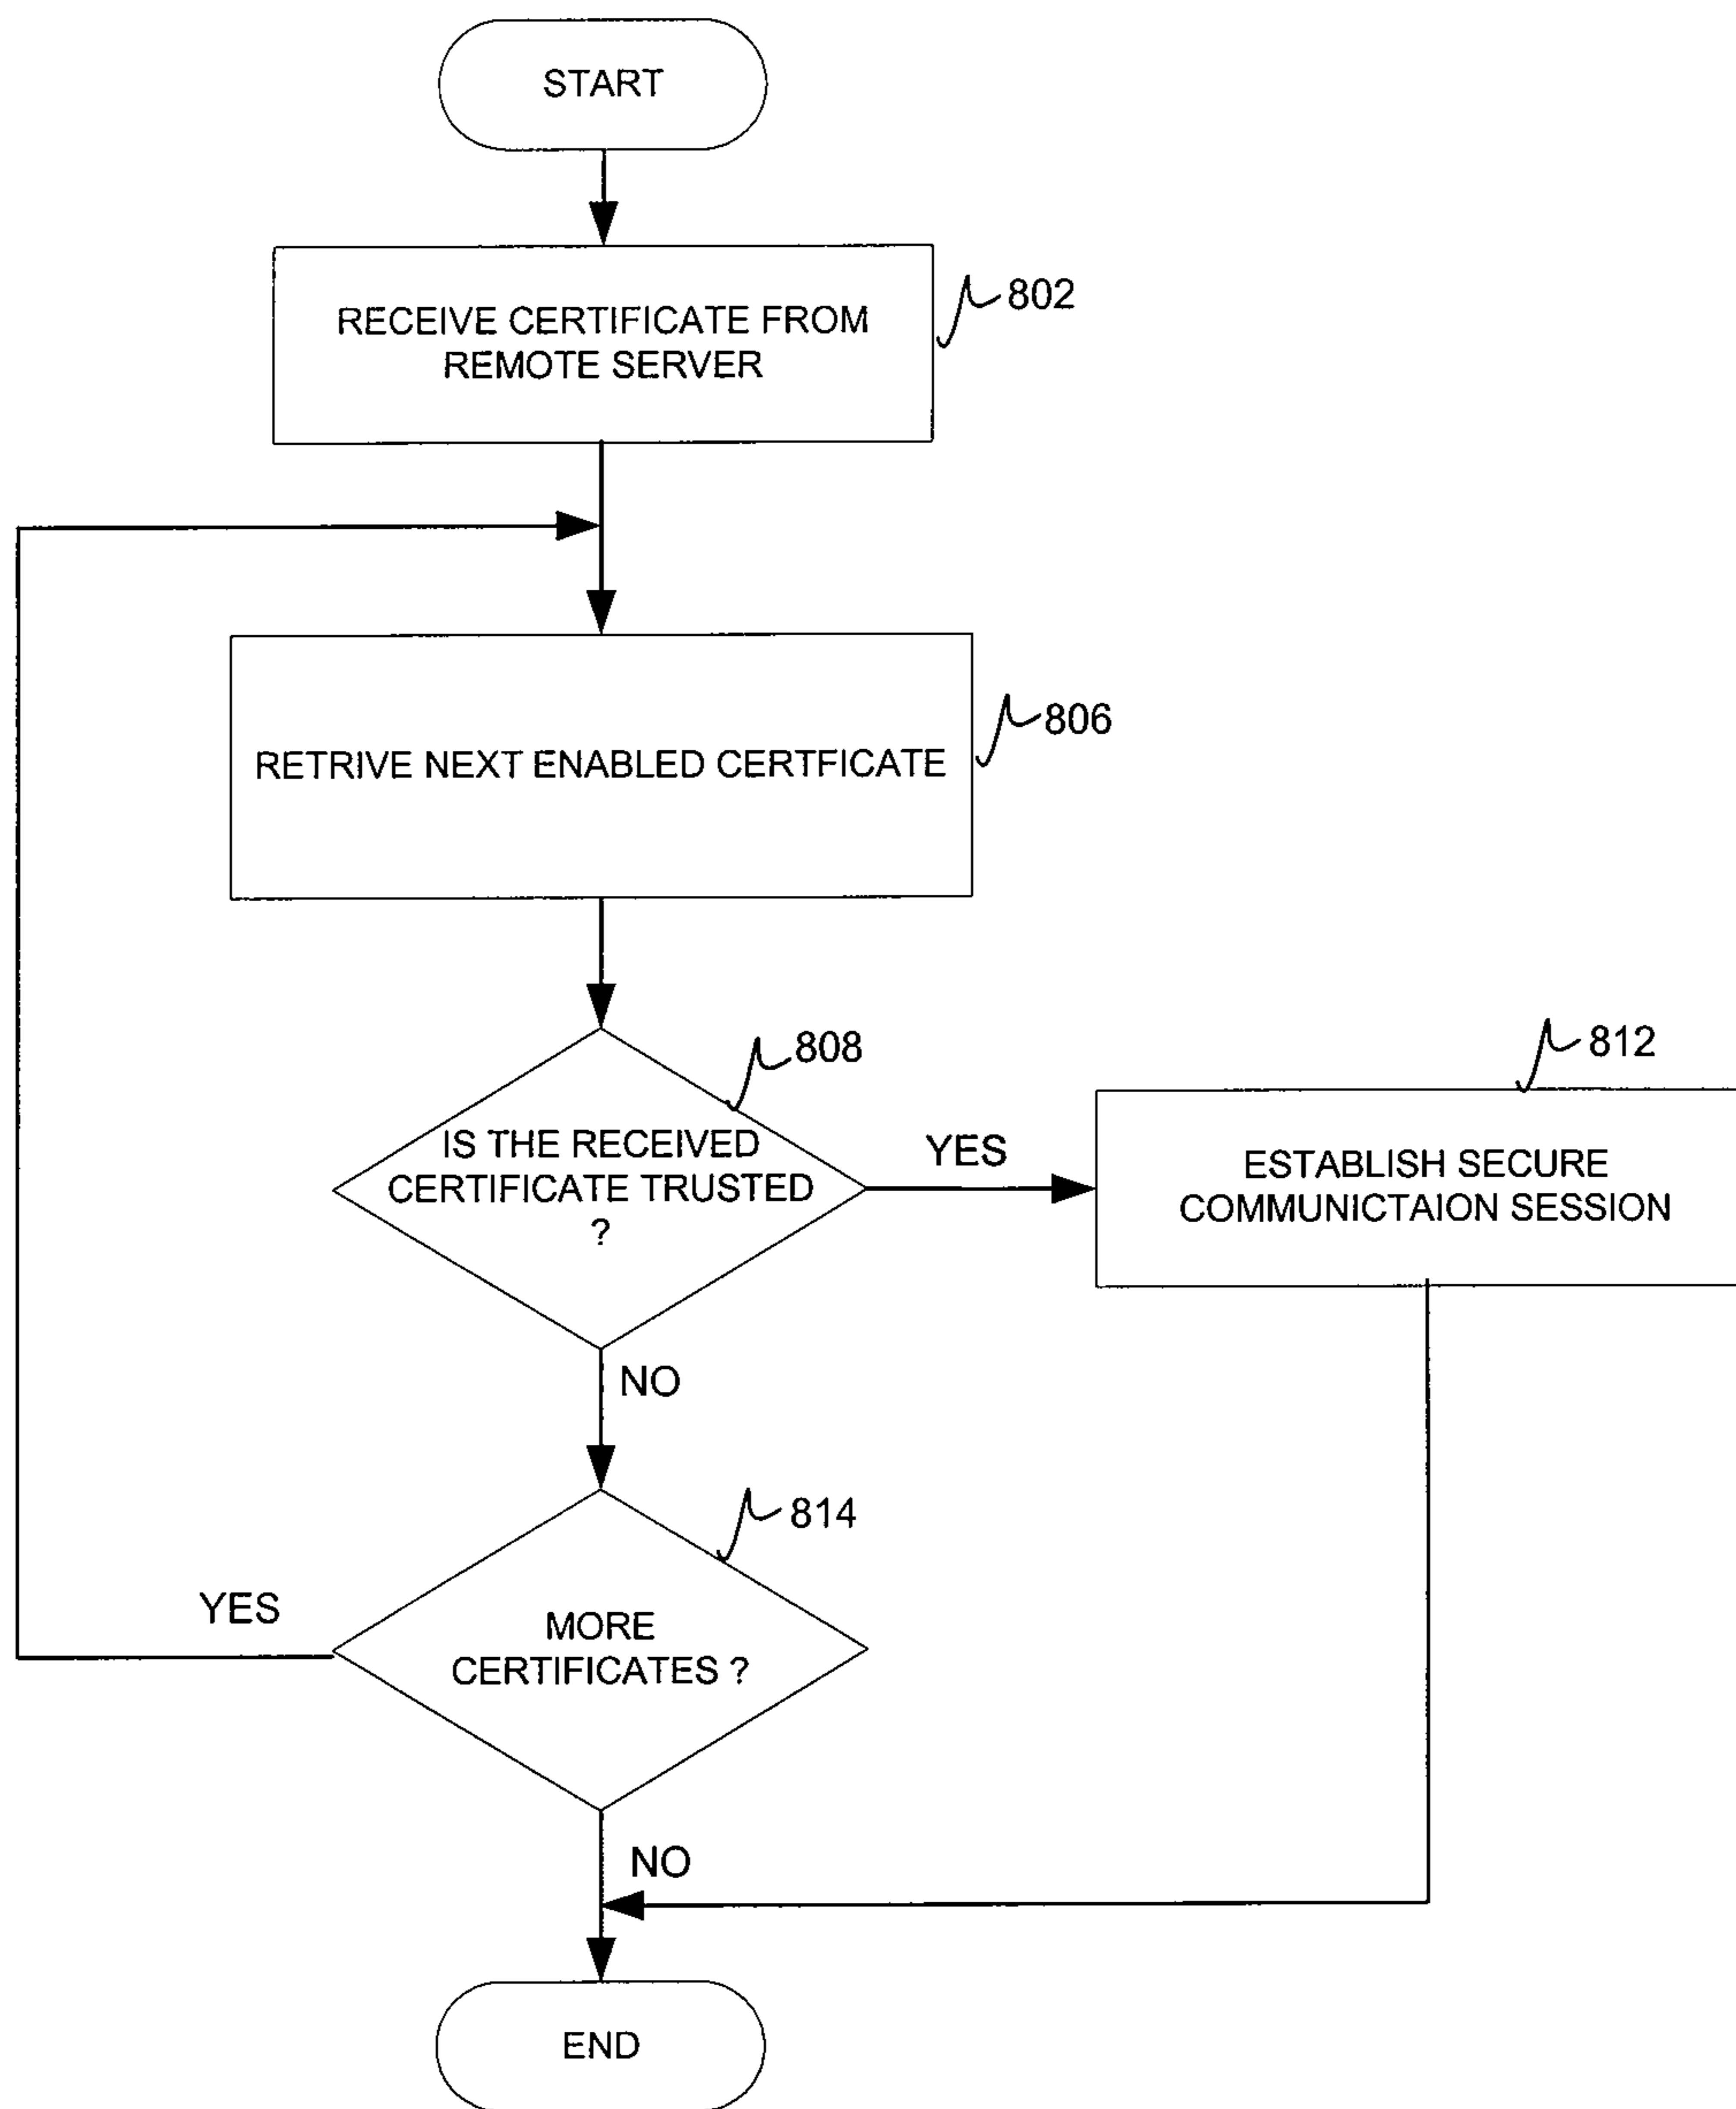 START
RECEIVE CERTIFICATE FROM
REMOTE SERVER
802
RETRIVE NEXT ENABLED CERTFICATE
806
808
IS THE RECEIVED
CERTIFICATE TRUSTED
?
YES
812
ESTABLISH SECURE
COMMUNICTAION SESSION
NO
814
MORE
CERTIFICATES ?
YES
NO
END